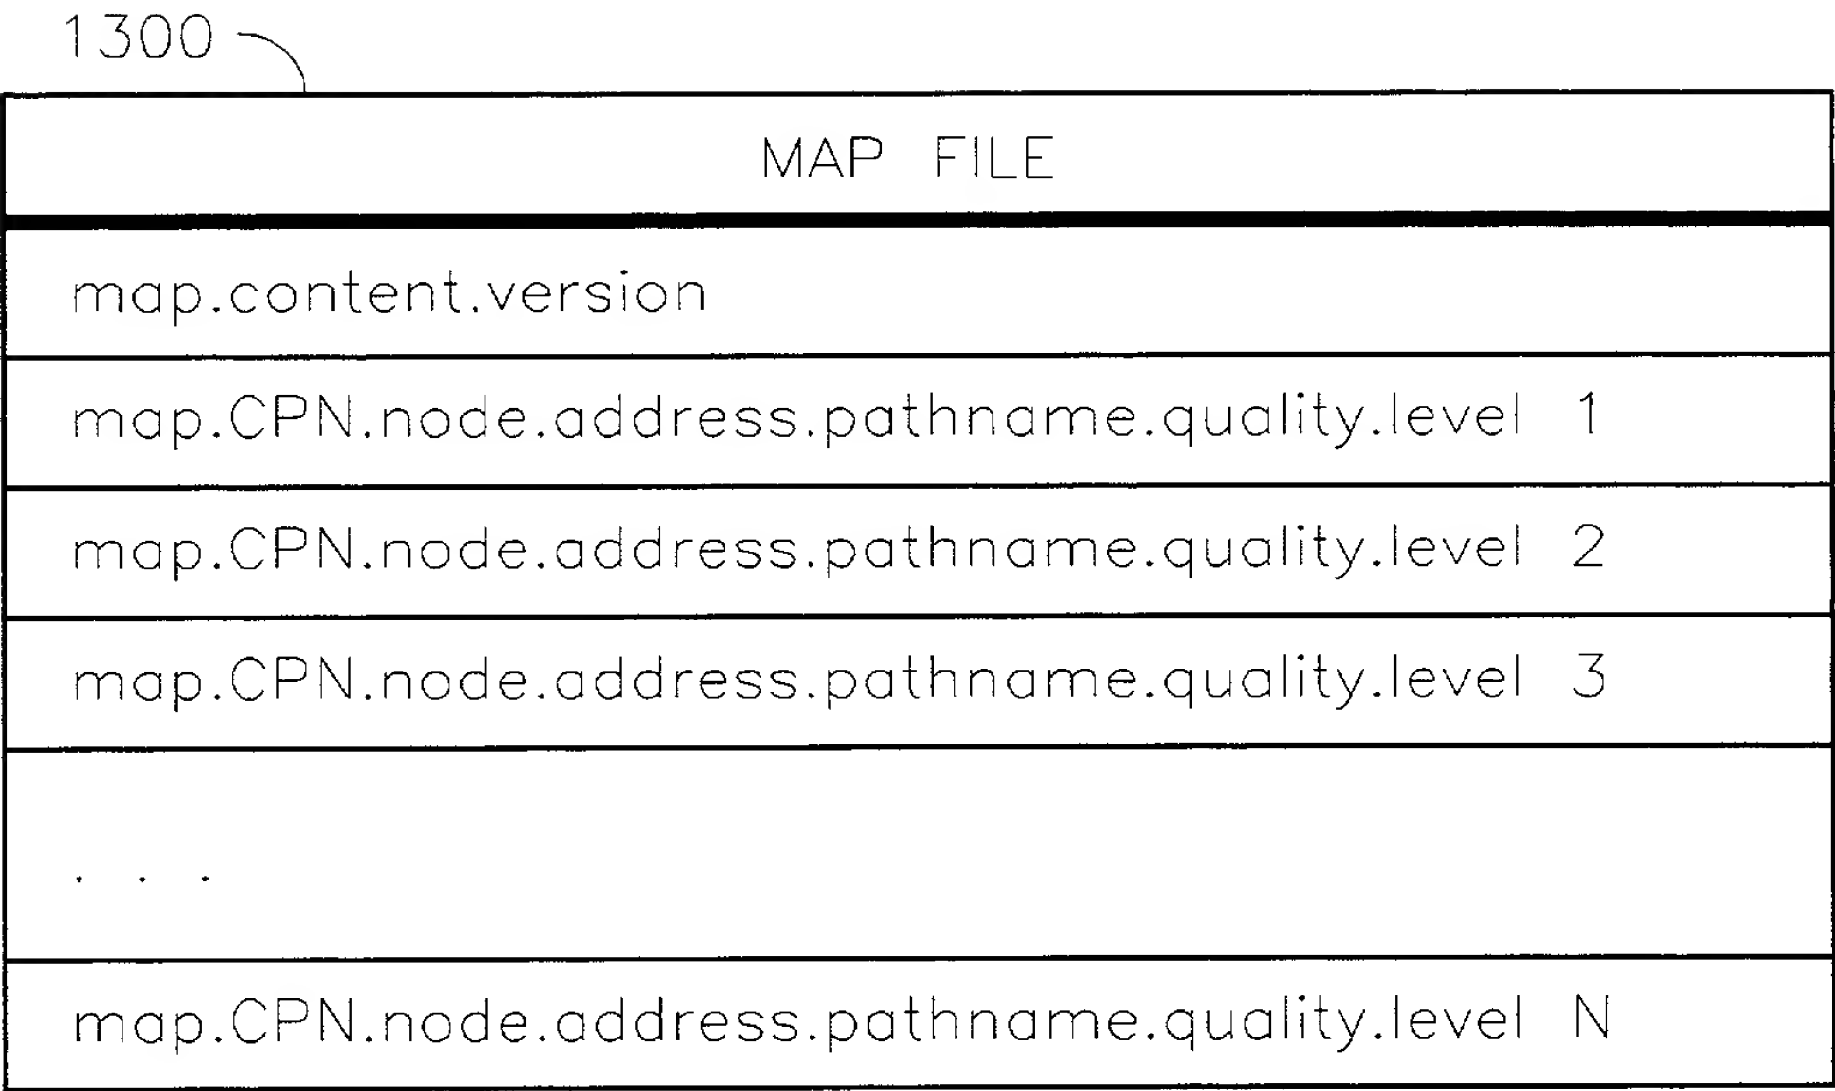 1300
MAP FILE
map.content.version
map.CPN.node.address.pathname.quality.level 1
map.CPN.node.address.pathname.quality.level 2
map.CPN.node.address.pathname.quality.level 3
. . .
map.CPN.node.address.pathname.quality.level N